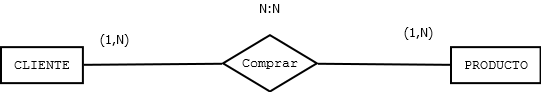 N:N
(1,N)
(1,N)
CLIENTE
Comprar
PRODUCTO